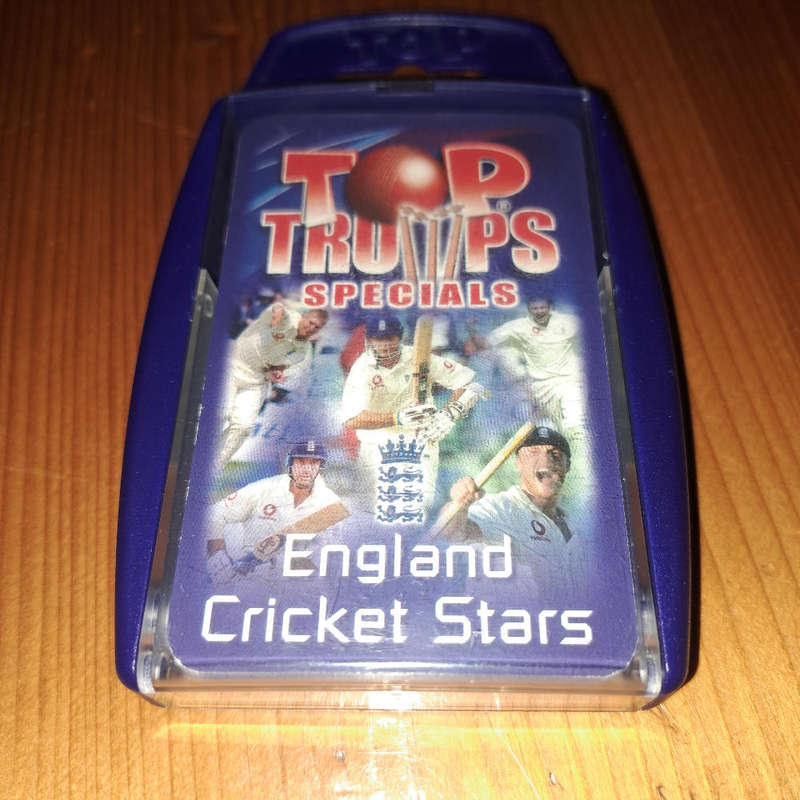 TOP
TRUMPS®
SPECIALS
England
Cricket Stars